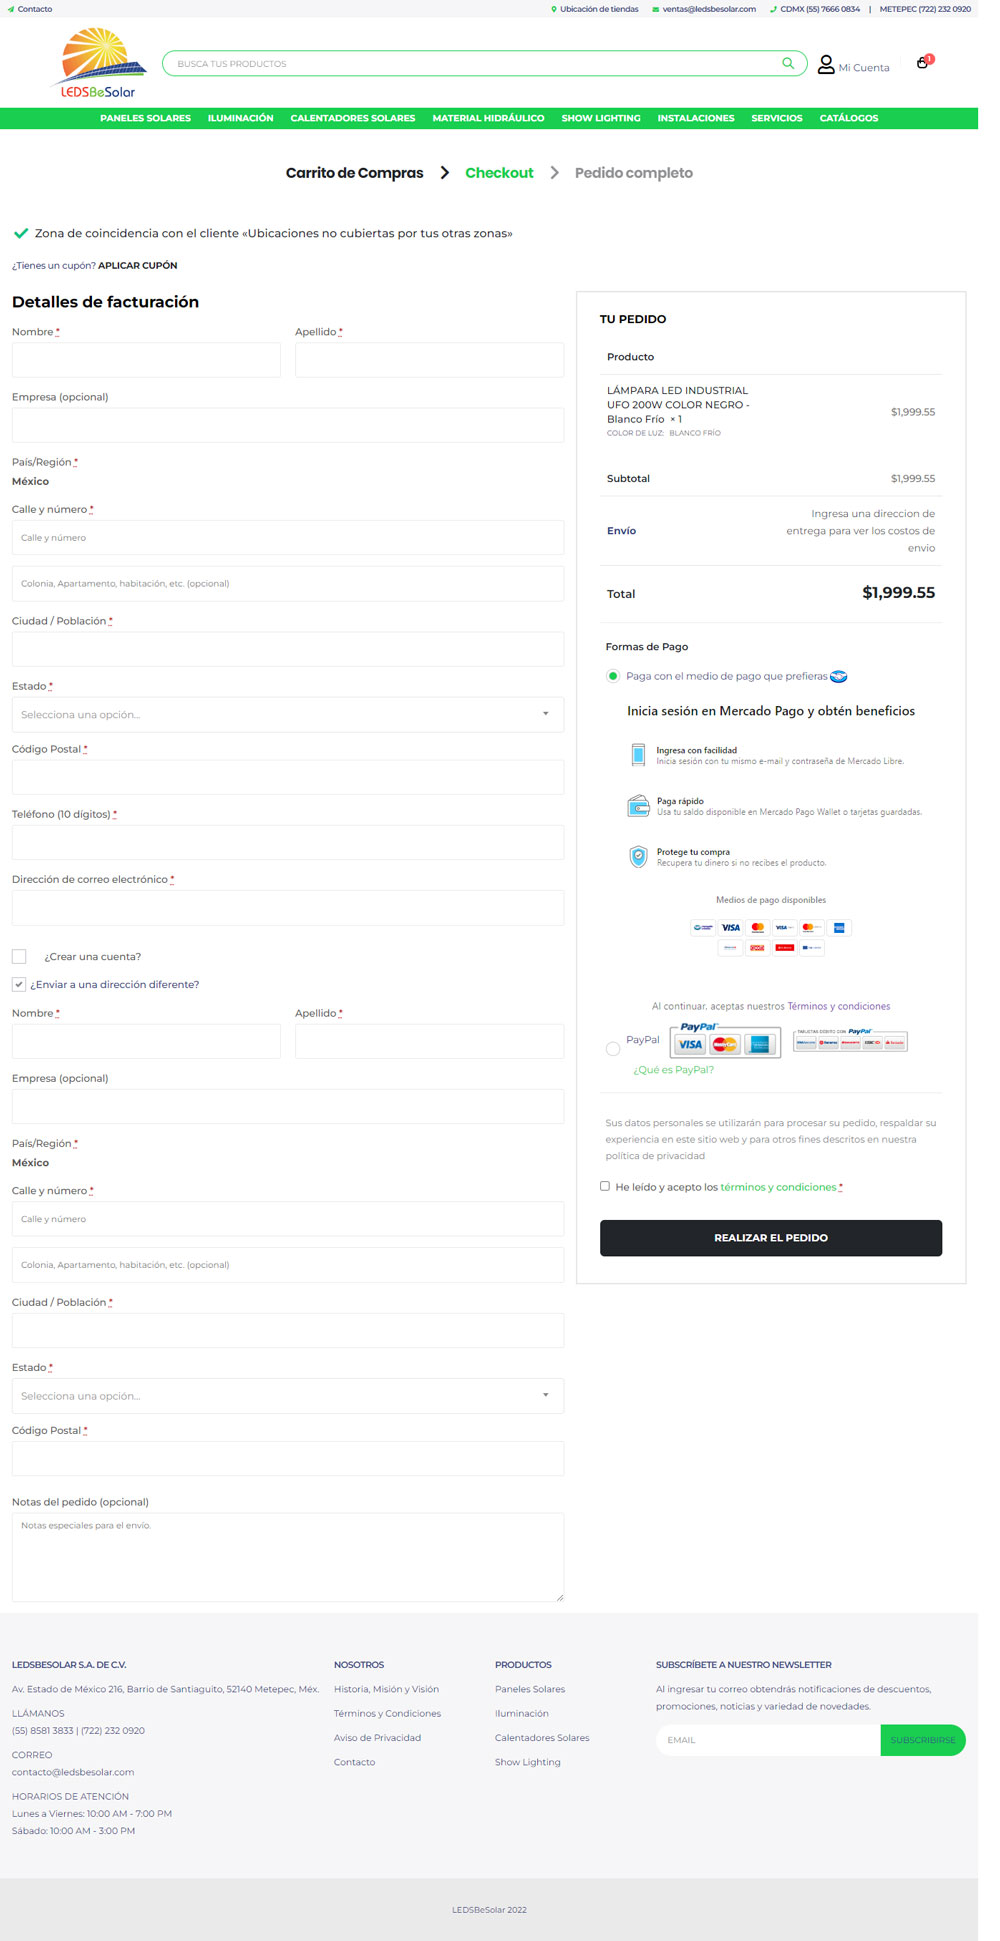 Contacto
Ubicación de tiendas ventas@ledsbesolar.com CDMX (55) 7666 0834 | METEPEC (722) 232 0920
LEDSBeSolar
BUSCA TUS PRODUCTOS
Mi Cuenta
1
PANELES SOLARES ILUMINACIÓN CALENTADORES SOLARES MATERIAL HIDRÁULICO SHOW LIGHTING INSTALACIONES SERVICIOS CATÁLOGOS
Carrito de Compras Checkout Pedido completo
Zona de coincidencia con el cliente «Ubicaciones no cubiertas por tus otras zonas»
¿Tienes un cupón? APLICAR CUPÓN
Detalles de facturación
Nombre * Apellido *
Empresa (opcional)
País/Región *
México
Calle y número *
Calle y número
Colonia, Apartamento, habitación, etc. (opcional)
Ciudad / Población *
Estado *
Selecciona una opción...
Código Postal *
Teléfono (10 dígitos) *
Dirección de correo electrónico *
¿Crear una cuenta?
¿Enviar a una dirección diferente?
Nombre * Apellido *
Empresa (opcional)
País/Región *
México
Calle y número *
Calle y número
Colonia, Apartamento, habitación, etc. (opcional)
Ciudad / Población *
Estado *
Selecciona una opción...
Código Postal *
Notas del pedido (opcional)
Notas especiales para el envío.
TU PEDIDO
Producto
LÁMPARA LED INDUSTRIAL
UFO 200W COLOR NEGRO -
Blanco Frío × 1
COLOR DE LUZ: BLANCO FRÍO
$1,999.55
Subtotal $1,999.55
Envío
Ingresa una direccion de
entrega para ver los costos de
envio
Total $1,999.55
Formas de Pago
Paga con el medio de pago que prefieras
Inicia sesión en Mercado Pago y obtén beneficios
Ingresa con facilidad
Inicia sesión con tu mismo e-mail y contraseña de Mercado Libre.
Paga rápido
Usa tu saldo disponible en Mercado Pago Wallet o tarjetas guardadas.
Protege tu compra
Recupera tu dinero si no recibes el producto.
Medios de pago disponibles
VISA
Al continuar, aceptas nuestros Términos y condiciones
PayPal
PayPal
VISA MasterCard
TARJETAS DÉBITO CON PayPal
¿Qué es PayPal?
Sus datos personales se utilizarán para procesar su pedido, respaldar su
experiencia en este sitio web y para otros fines descritos en nuestra
política de privacidad
He leído y acepto los términos y condiciones *
REALIZAR EL PEDIDO
LEDSBESOLAR S.A. DE C.V.
Av. Estado de México 216, Barrio de Santiaguito, 52140 Metepec, Méx.
LLÁMANOS
(55) 8581 3833 | (722) 232 0920
CORREO
contacto@ledsbesolar.com
HORARIOS DE ATENCIÓN
Lunes a Viernes: 10:00 AM - 7:00 PM
Sábado: 10:00 AM - 3:00 PM
NOSOTROS
Historia, Misión y Visión
Términos y Condiciones
Aviso de Privacidad
Contacto
PRODUCTOS
Paneles Solares
Iluminación
Calentadores Solares
Show Lighting
SUBSCRÍBETE A NUESTRO NEWSLETTER
Al ingresar tu correo obtendrás notificaciones de descuentos,
promociones, noticias y variedad de novedades.
EMAIL SUBSCRIBIRSE
LEDSBeSolar 2022